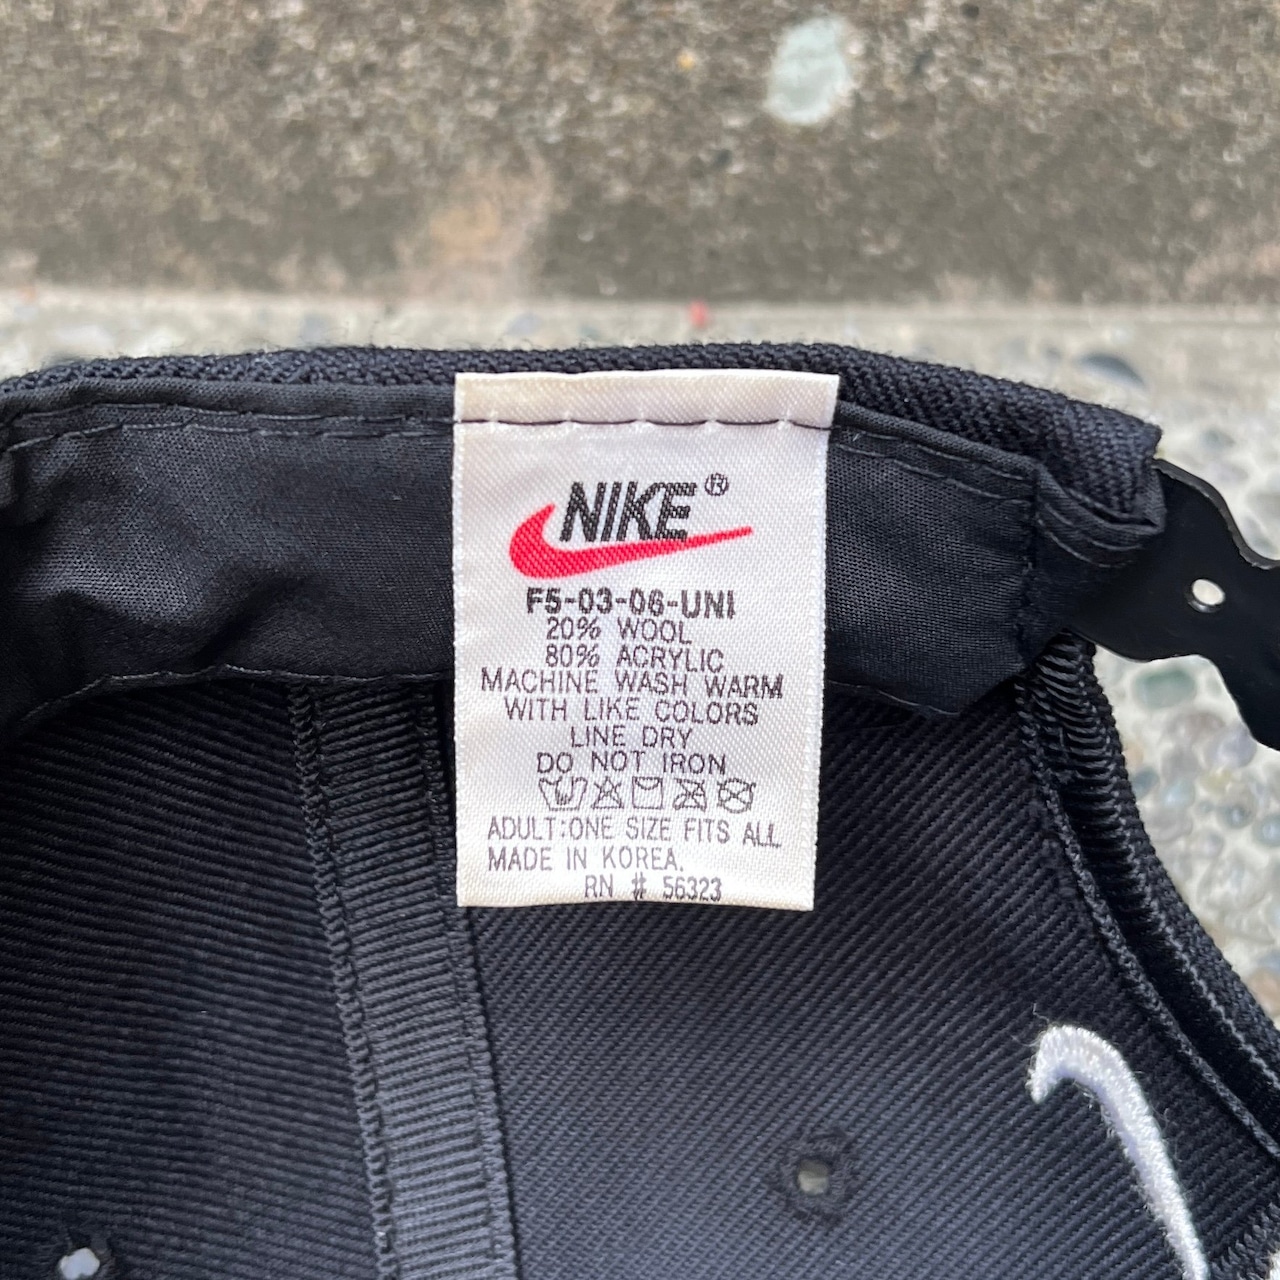 NIKE®
F5-03-06-UNI
20% WOOL
80% ACRYLIC
MACHINE WASH WARM
WITH LIKE COLORS
LINE DRY
DO NOT IRON
ADULT:ONE SIZE FITS ALL
MADE IN KOREA.
RN # 56323